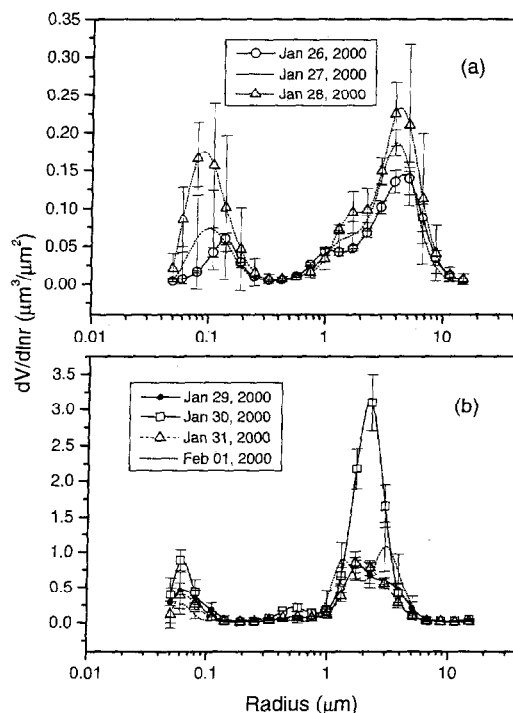 0.35
0.30
0.25
0.20
0.15
0.10
0.05
0.00
(a)
Jan 26, 2000
Jan 27, 2000
Jan 28, 2000
0.01
0.1
1
10
dV/dlnr (µm³/µm²)
3.5
3.0
2.5
2.0
1.5
1.0
0.5
0.0
(b)
Jan 29, 2000
Jan 30, 2000
Jan 31, 2000
Feb 01, 2000
0.01
0.1
1
10
Radius (µm)